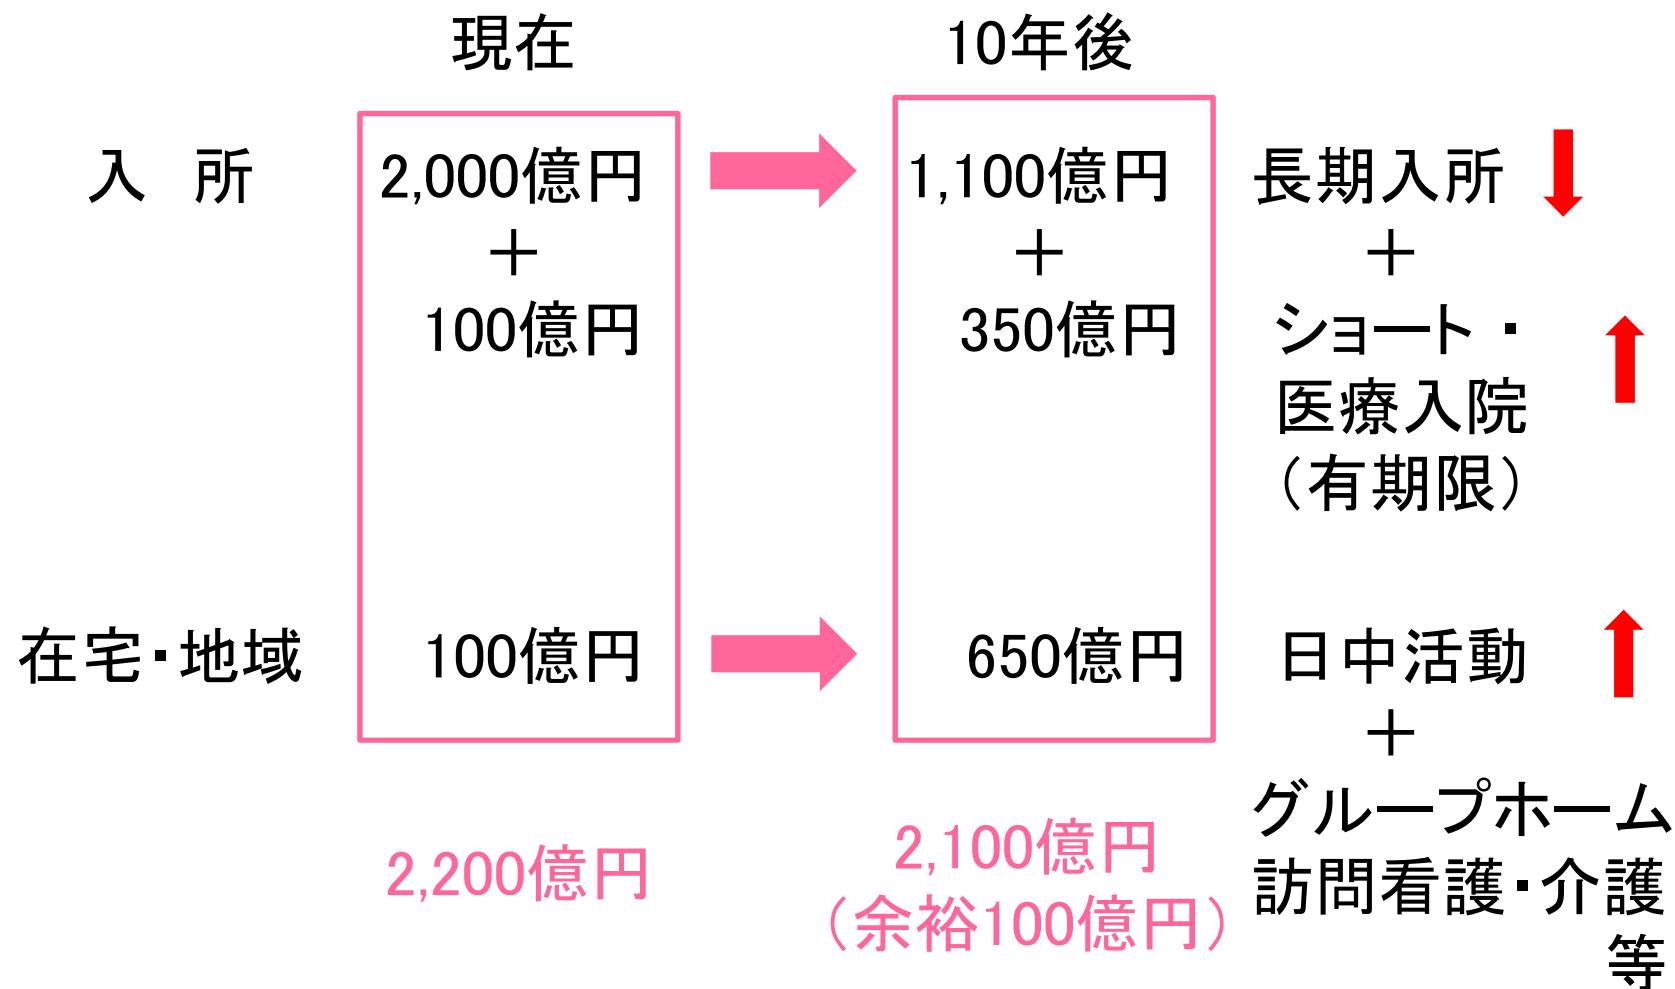 現在 10年後
入 所 2,000億円 1,100億円 長期入所
＋ ＋ ＋
100億円 350億円 ショート・
医療入院
（有期限）
在宅・地域 100億円 650億円 日中活動
＋
グループホーム
2,200億円 2,100億円 訪問看護・介護
（余裕100億円） 等